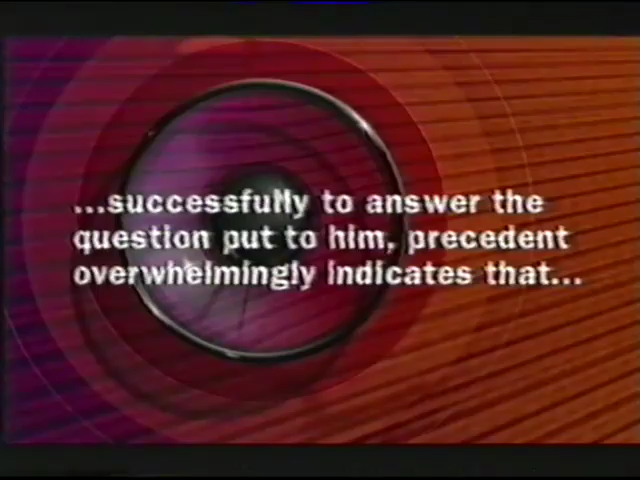 ...successfully to answer the
question put to him, precedent
overwhelmingly indicates that...